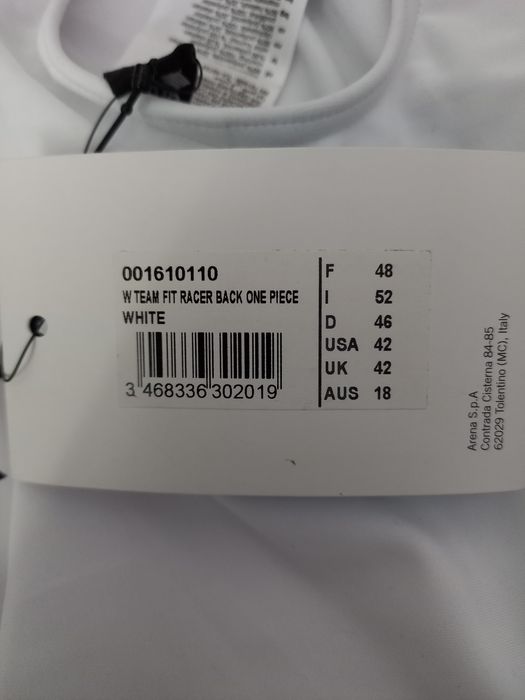 001610110
W TEAM FIT RACER BACK ONE PIECE
WHITE
3 468336 302019
F 48
I 52
D 46
USA 42
UK 42
AUS 18
Arena S.p.A
Contrada Cisterna 84-85
62029 Tolentino (MC), Italy